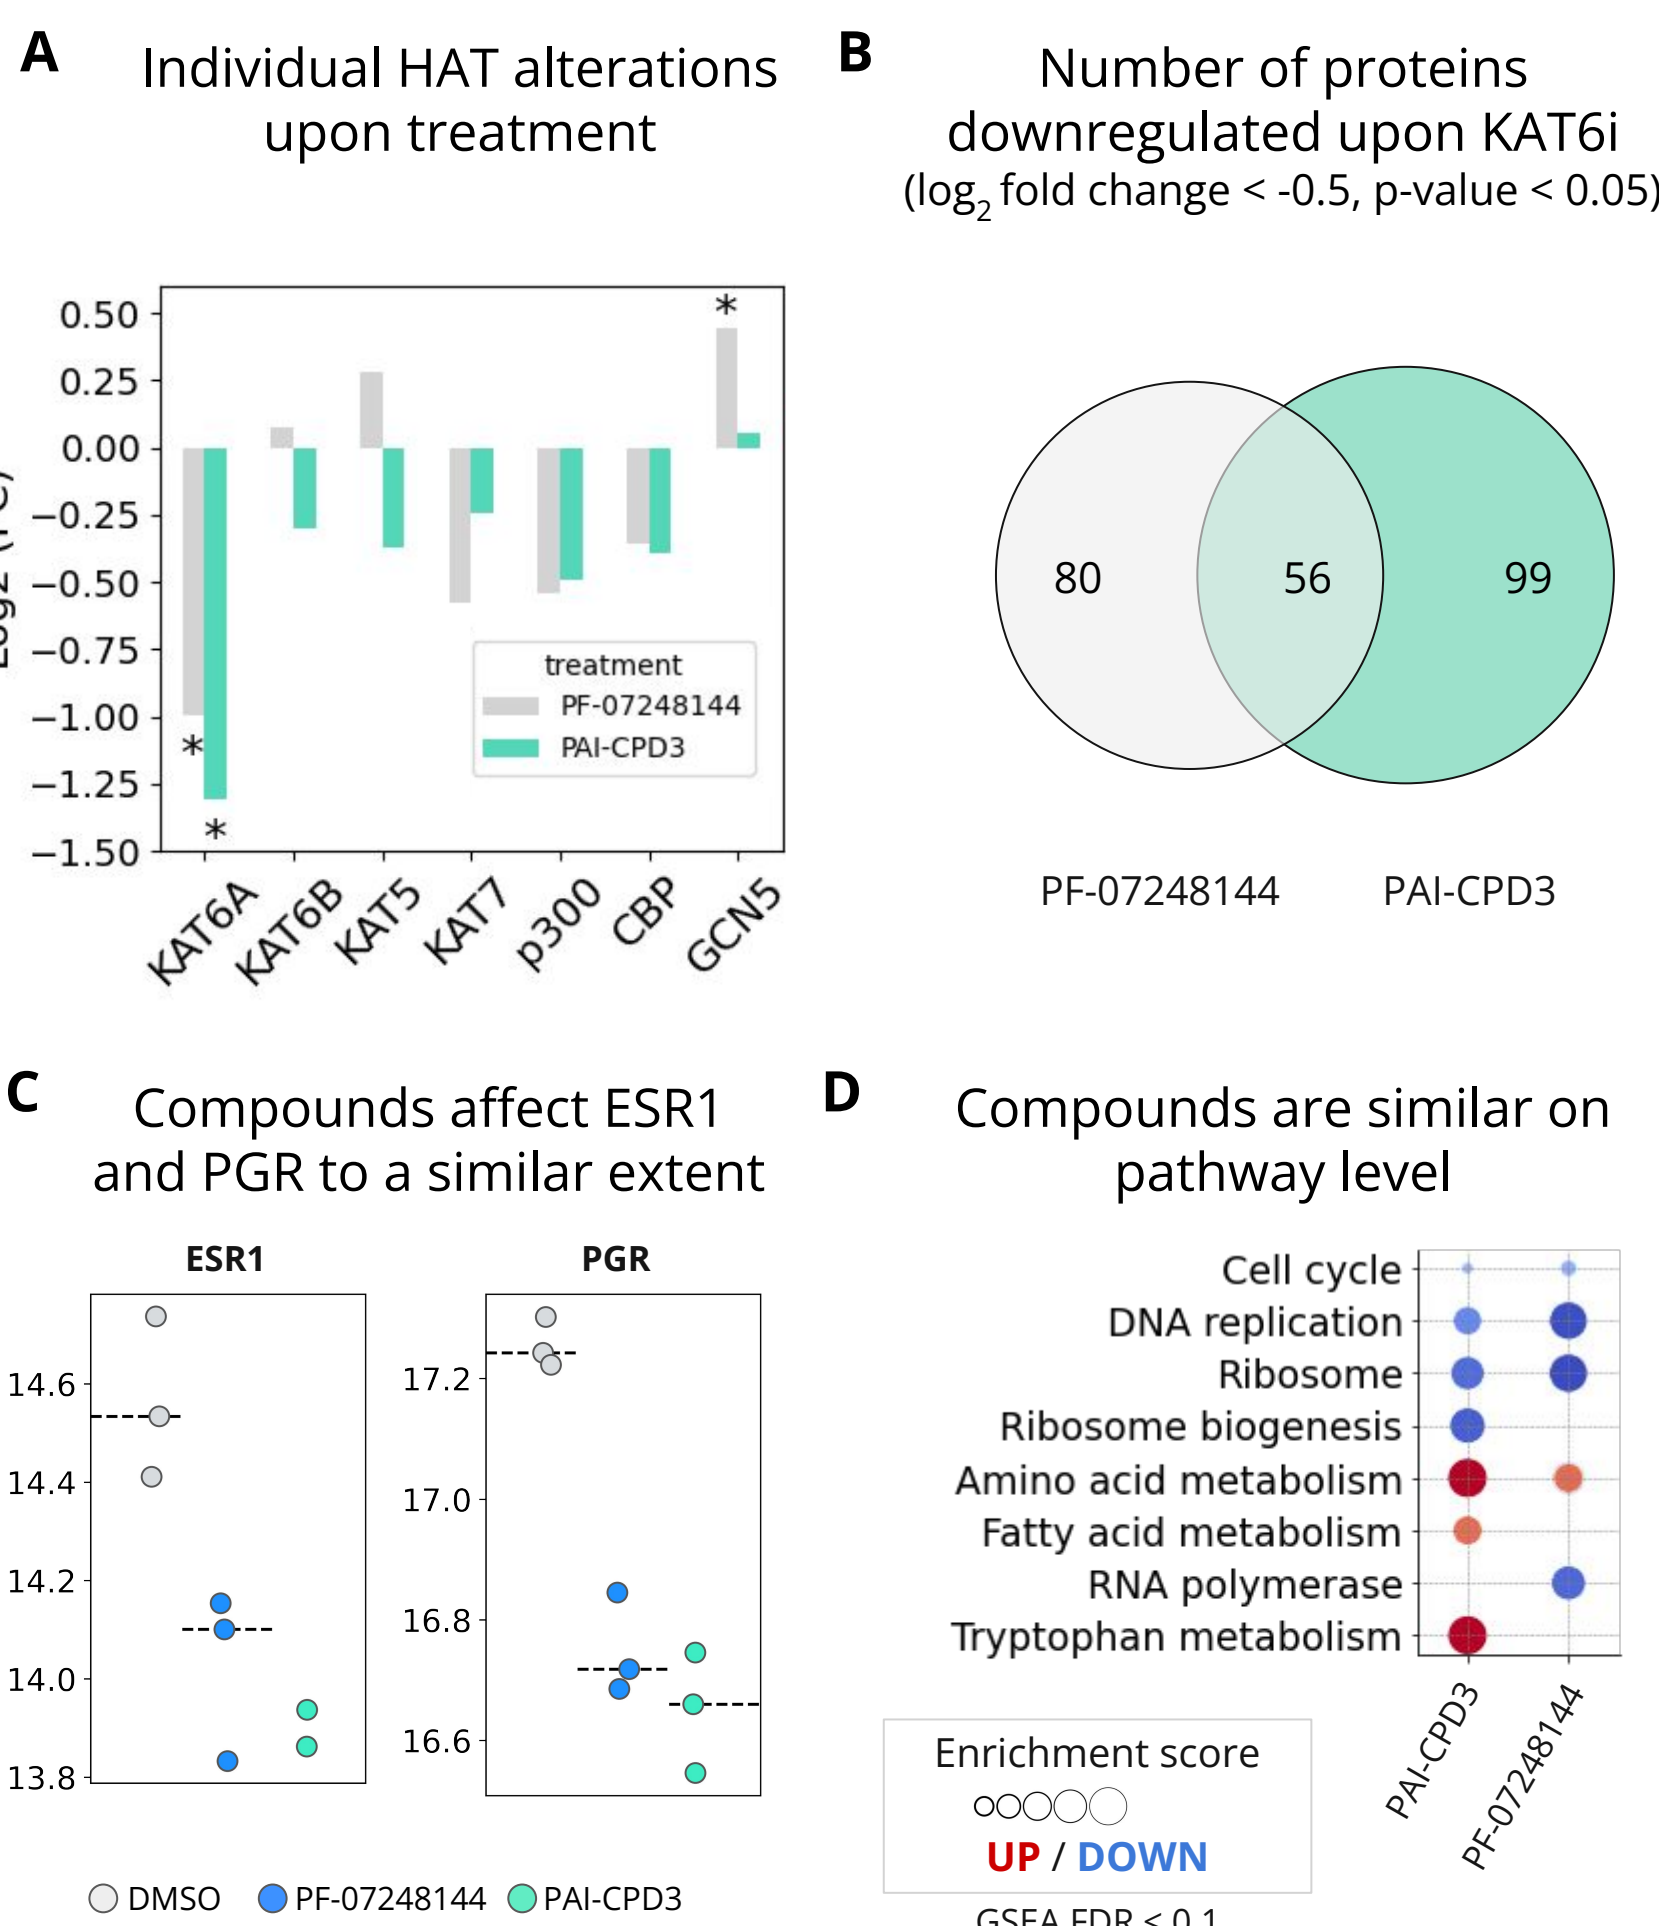 A
Individual HAT alterations
upon treatment
0.50
0.25
0.00
−0.25
−0.50
−0.75
−1.00
−1.25
−1.50
*
*
*
treatment
PF-07248144
PAI-CPD3
KAT6A
KAT6B
KAT5
KAT7
p300
CBP
GCN5
B
Number of proteins
downregulated upon KAT6i
(log2 fold change < -0.5, p-value < 0.05)
80
56
99
PF-07248144
PAI-CPD3
C
Compounds affect ESR1
and PGR to a similar extent
ESR1
14.6
14.4
14.2
14.0
13.8
PGR
17.2
17.0
16.8
16.6
DMSO
PF-07248144
PAI-CPD3
D
Compounds are similar on
pathway level
Cell cycle
DNA replication
Ribosome
Ribosome biogenesis
Amino acid metabolism
Fatty acid metabolism
RNA polymerase
Tryptophan metabolism
PAI-CPD3
PF-07248144
Enrichment score
UP / DOWN
GSEA FDR < 0.1